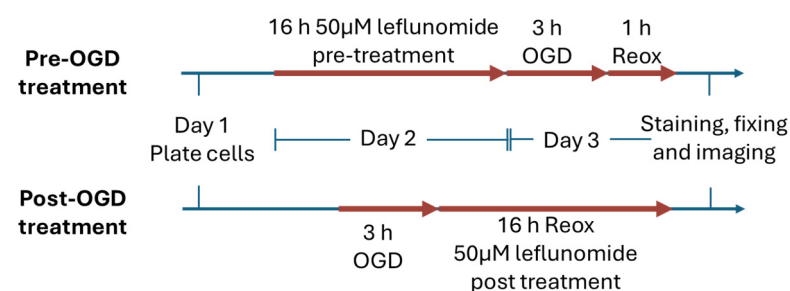 16 h 50µM leflunomide
pre-treatment
3 h
OGD
1 h
Reox
Pre-OGD
treatment
Day 1
Plate cells
Day 2
Day 3
Staining, fixing
and imaging
Post-OGD
treatment
3 h
OGD
16 h Reox
50µM leflunomide
post treatment